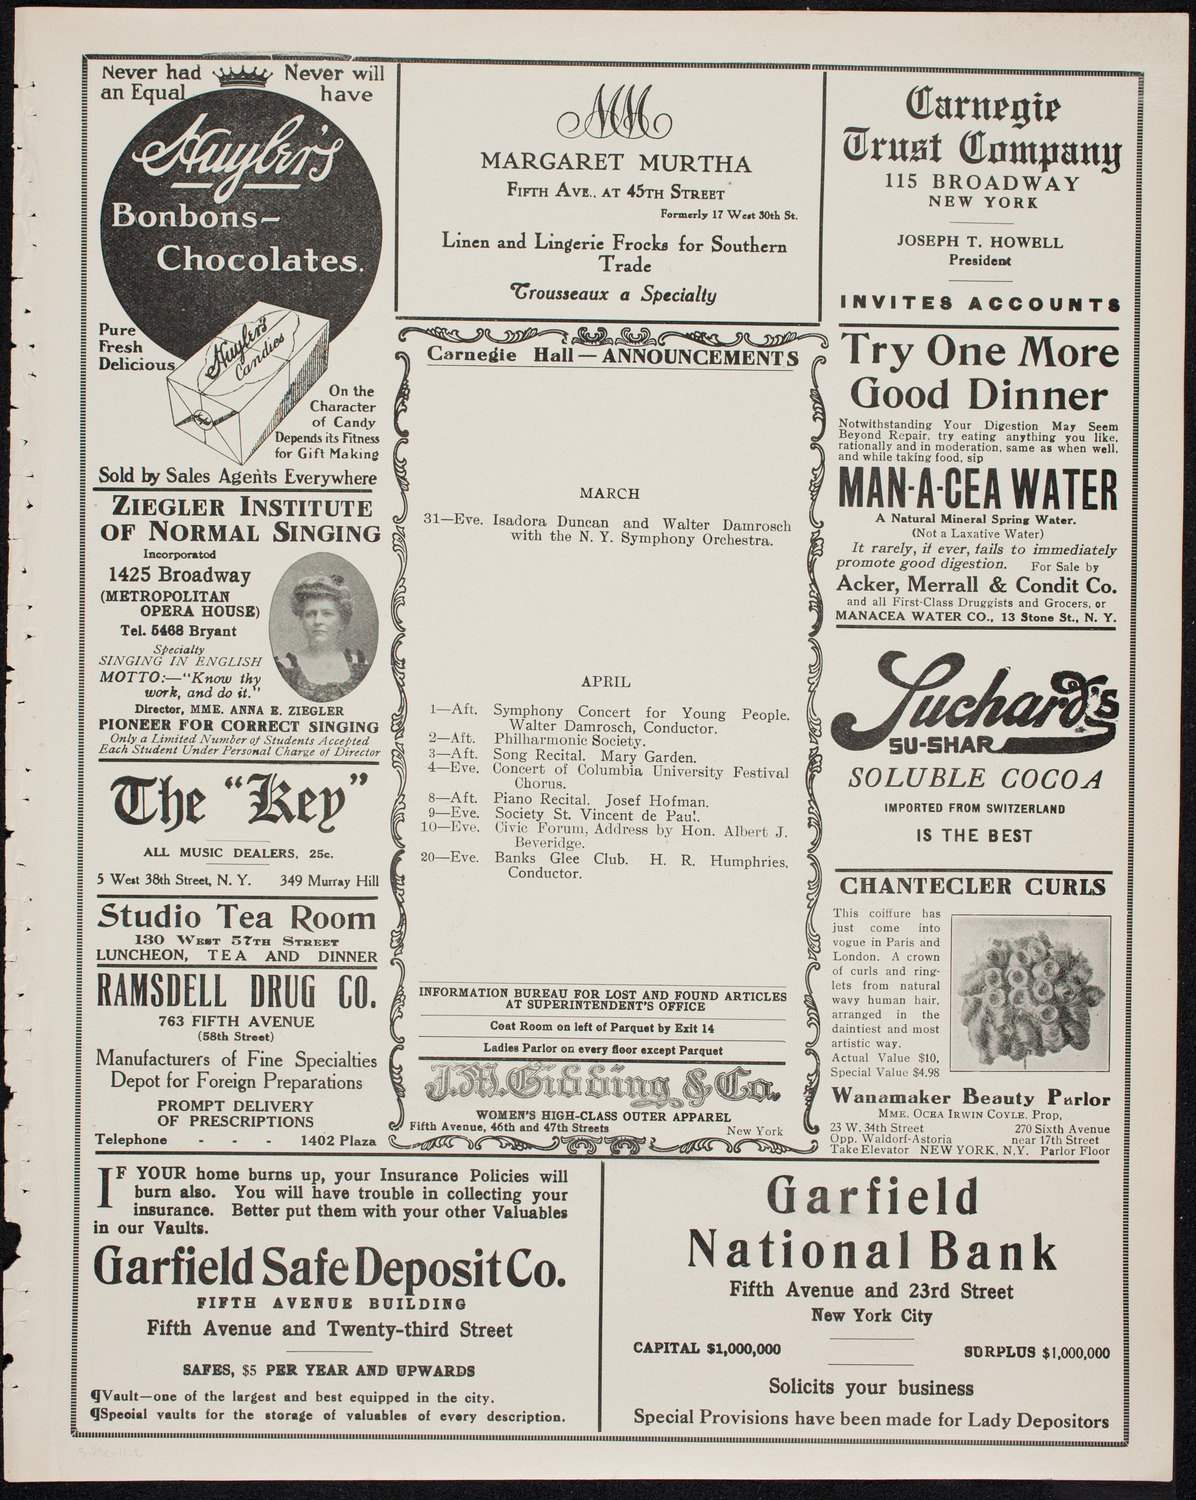 Never had Never will
an Equal have
Huyler's
Bonbons-
Chocolates.
Pure
Fresh
Delicious
Huyler's
Candies
On the
Character
of Candy
Depends its Fitness
for Gift Making
Sold by Sales Agents Everywhere
ZIEGLER INSTITUTE
OF NORMAL SINGING
Incorporated
1425 Broadway
(METROPOLITAN
OPERA HOUSE)
Tel. 5468 Bryant
Specialty
SINGING IN ENGLISH
MOTTO:—"Know thy
work, and do it."
Director, MME. ANNA E. ZIEGLER
PIONEER FOR CORRECT SINGING
Only a Limited Number of Students Accepted
Each Student Under Personal Charge of Director
The "Key"
ALL MUSIC DEALERS, 25c.
5 West 38th Street, N. Y. 349 Murray Hill
Studio Tea Room
130 WEST 57TH STREET
LUNCHEON, TEA AND DINNER
RAMSDELL DRUG CO.
763 FIFTH AVENUE
(58th Street)
Manufacturers of Fine Specialties
Depot for Foreign Preparations
PROMPT DELIVERY
OF PRESCRIPTIONS
Telephone - - - 1402 Plaza
MM
MARGARET MURTHA
FIFTH AVE., AT 45TH STREET
Formerly 17 West 30th St.
Linen and Lingerie Frocks for Southern
Trade
Trousseaux a Specialty
Carnegie Hall—ANNOUNCEMENTS
MARCH
31—Eve. Isadora Duncan and Walter Damrosch
with the N. Y. Symphony Orchestra.
APRIL
1—Aft. Symphony Concert for Young People.
Walter Damrosch, Conductor.
2—Aft. Philharmonic Society.
3—Aft. Song Recital. Mary Garden.
4—Eve. Concert of Columbia University Festival
Chorus.
8—Aft. Piano Recital. Josef Hofman.
9—Eve. Society St. Vincent de Paul.
10—Eve. Civic Forum, Address by Hon. Albert J.
Beveridge.
20—Eve. Banks Glee Club. H. R. Humphries,
Conductor.
INFORMATION BUREAU FOR LOST AND FOUND ARTICLES
AT SUPERINTENDENT'S OFFICE
Coat Room on left of Parquet by Exit 14
Ladies Parlor on every floor except Parquet
J.M. Gidding & Co.
WOMEN'S HIGH-CLASS OUTER APPAREL
Fifth Avenue, 46th and 47th Streets New York
Carnegie
Trust Company
115 BROADWAY
NEW YORK
JOSEPH T. HOWELL
President
INVITES ACCOUNTS
Try One More
Good Dinner
Notwithstanding Your Digestion May Seem
Beyond Repair, try eating anything you like,
rationally and in moderation, same as when well,
and while taking food, sip
MAN-A-CEA WATER
A Natural Mineral Spring Water.
(Not a Laxative Water)
It rarely, if ever, fails to immediately
promote good digestion. For Sale by
Acker, Merrall & Condit Co.
and all First-Class Druggists and Grocers, or
MANACEA WATER CO., 13 Stone St., N. Y.
Suchard's
SU-SHAR
SOLUBLE COCOA
IMPORTED FROM SWITZERLAND
IS THE BEST
CHANTECLER CURLS
This coiffure has
just come into
vogue in Paris and
London. A crown
of curls and ring-
lets from natural
wavy human hair,
arranged in the
daintiest and most
artistic way.
Actual Value $10,
Special Value $4.98
Wanamaker Beauty Parlor
MME. OCEA IRWIN COYLE, Prop,
23 W. 34th Street 270 Sixth Avenue
Opp. Waldorf-Astoria near 17th Street
Take Elevator NEW YORK, N.Y. Parlor Floor
IF YOUR home burns up, your Insurance Policies will
burn also. You will have trouble in collecting your
insurance. Better put them with your other Valuables
in our Vaults.
Garfield Safe Deposit Co.
FIFTH AVENUE BUILDING
Fifth Avenue and Twenty-third Street
SAFES, $5 PER YEAR AND UPWARDS
¶Vault—one of the largest and best equipped in the city.
¶Special vaults for the storage of valuables of every description.
Garfield
National Bank
Fifth Avenue and 23rd Street
New York City
CAPITAL $1,000,000 SURPLUS $1,000,000
Solicits your business
Special Provisions have been made for Lady Depositors